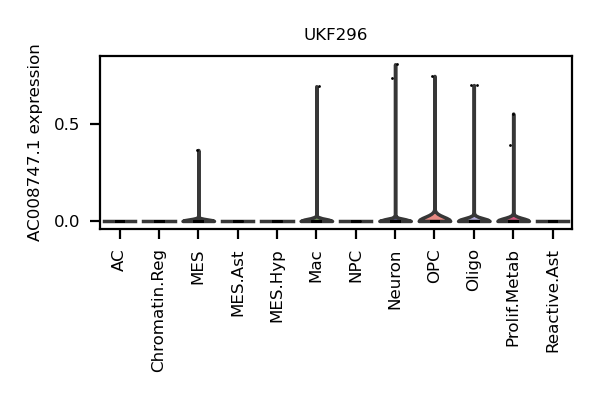 UKF296
AC008747.1 expression
0.5
0.0
AC
Chromatin.Reg
MES
MES.Ast
MES.Hyp
Mac
NPC
Neuron
OPC
Oligo
Prolif.Metab
Reactive.Ast